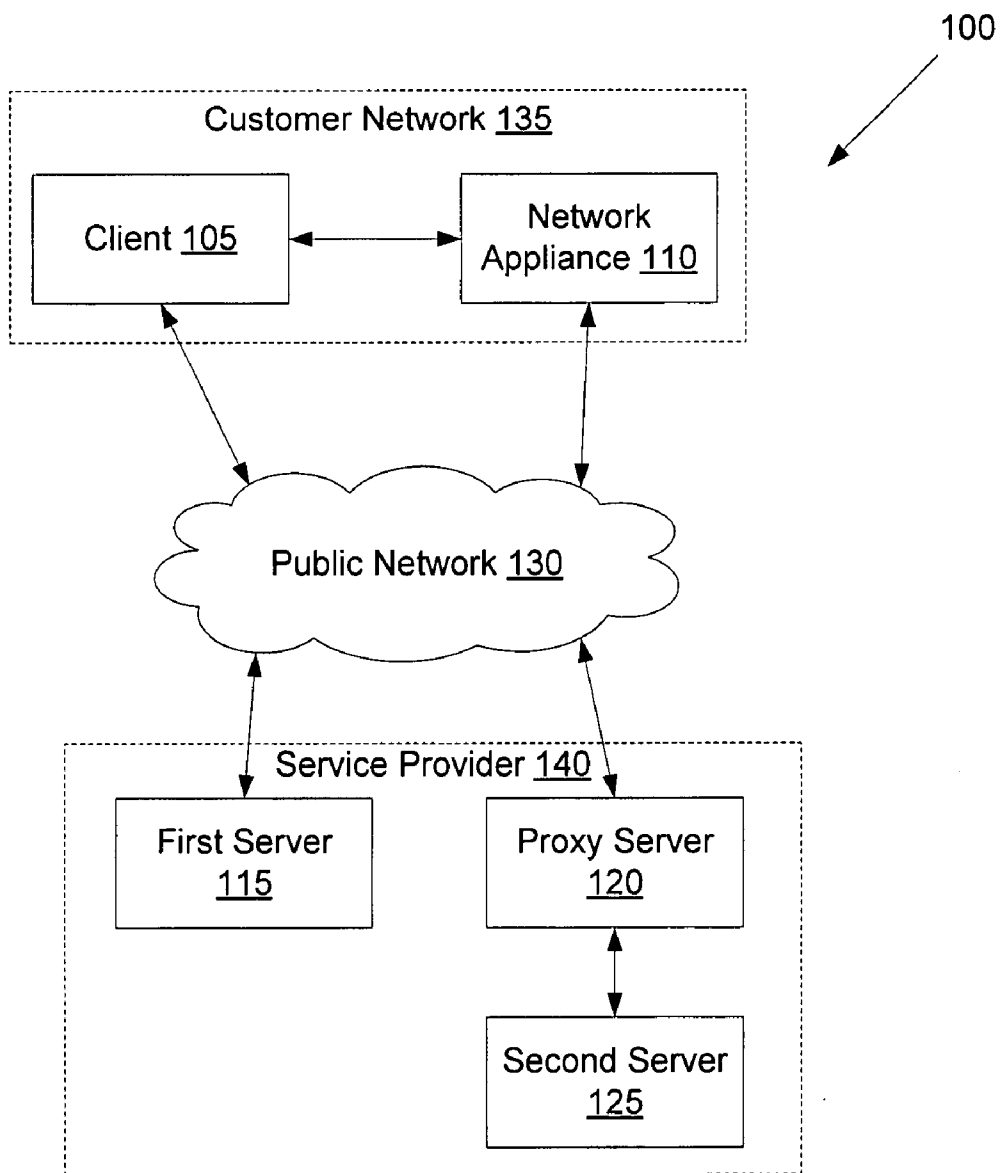 100
Customer Network 135
Client 105
Network
Appliance 110
Public Network 130
Service Provider 140
First Server
115
Proxy Server
120
Second Server
125